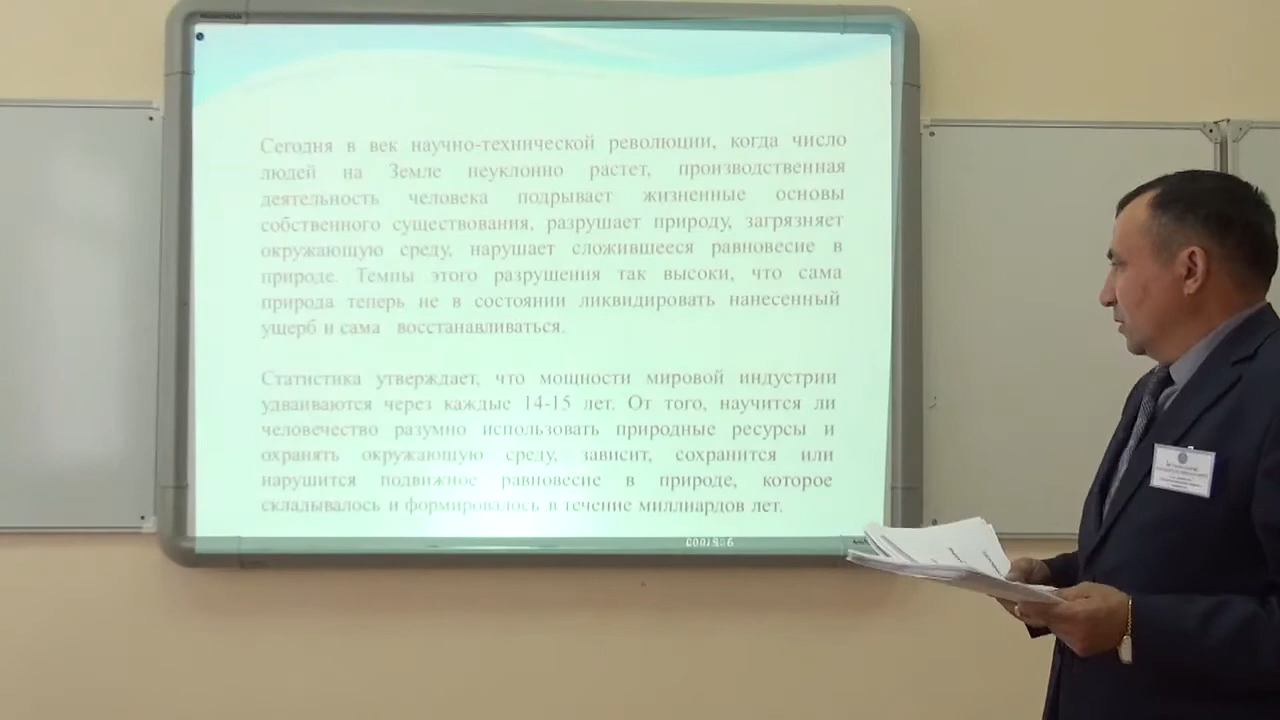 Сегодня в век научно-технической революции, когда число
людей на Земле неуклонно растет, производственная
деятельность человека подрывает жизненные основы
собственного существования, разрушает природу, загрязняет
окружающую среду, нарушает сложившееся равновесие в
природе. Темпы этого разрушения так высоки, что сама
природа теперь не в состоянии ликвидировать нанесенный
ущерб и сама восстанавливаться.
Статистика утверждает, что мощности мировой индустрии
удваиваются через каждые 14-15 лет. От того, научится ли
человечество разумно использовать природные ресурсы и
охранять окружающую среду, зависит, сохранится или
нарушится подвижное равновесие в природе, которое
складывалось и формировалось в течение миллиардов лет.